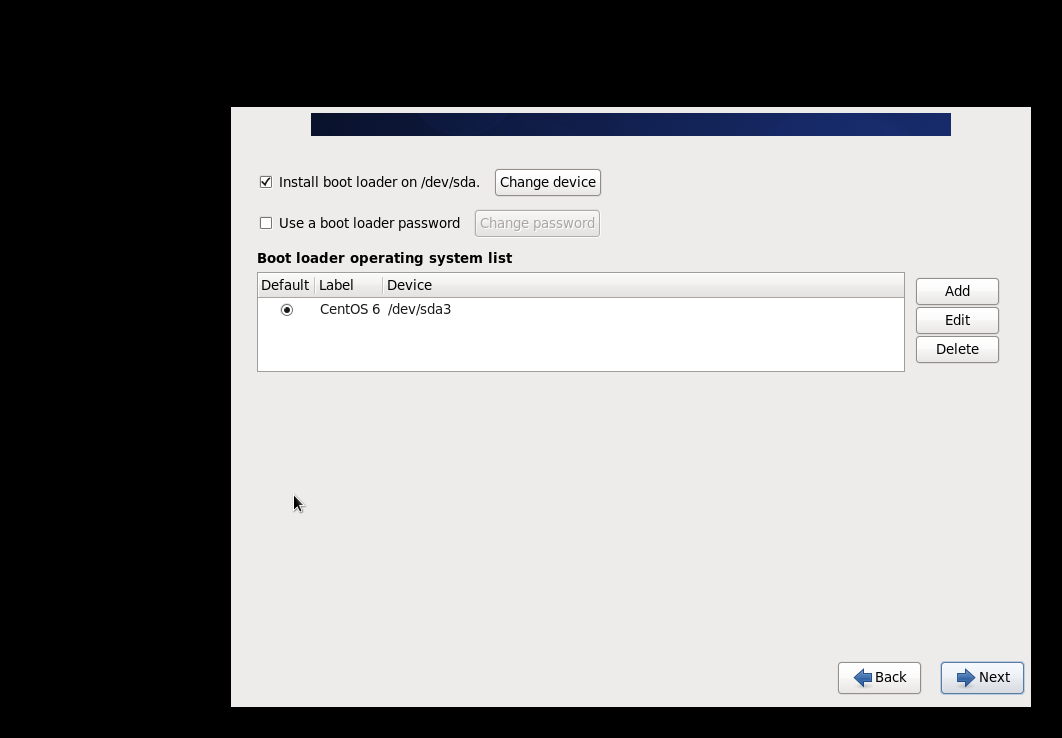 Install boot loader on /dev/sda. Change device
Use a boot loader password Change password
Boot loader operating system list
Default Label Device
CentOS 6 /dev/sda3
Add
Edit
Delete
Back Next